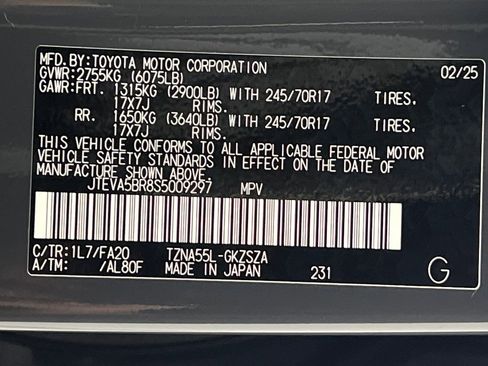 MFD.BY:TOYOTA MOTOR CORPORATION 02/25
GVWR:2755KG (6075LB)
GAWR:FRT. 1315KG (2900LB) WITH 245/70R17 TIRES.
17X7J RIMS.
RR. 1650KG (3640LB) WITH 245/70R17 TIRES.
17X7J RIMS.
THIS VEHICLE CONFORMS TO ALL APPLICABLE FEDERAL MOTOR
VEHICLE SAFETY STANDARDS IN EFFECT ON THE DATE OF
MANUFACTURE SHOWN ABOVE.
JTEVA5BR8S5009297 MPV
C/TR:1L7/FA20 TZNA55L-GKZSZA
A/TM: /AL80F MADE IN JAPAN 231 G